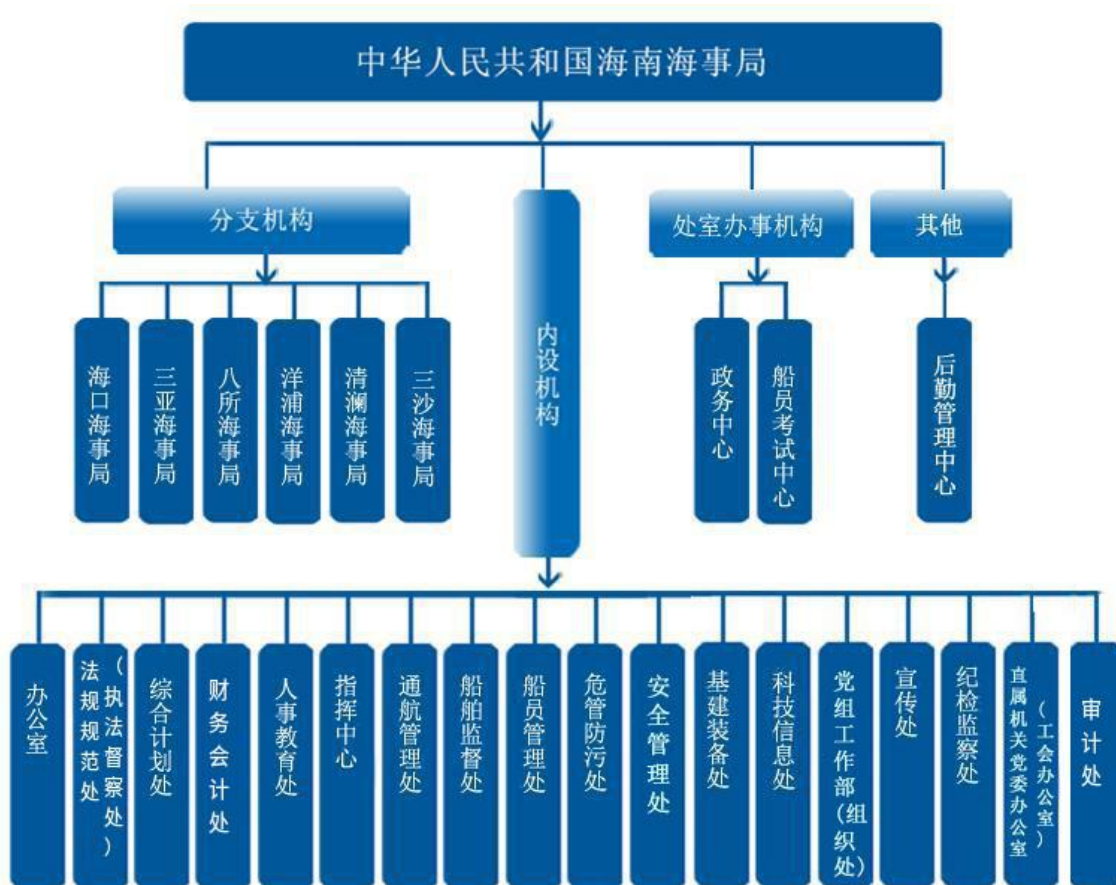 中华人民共和国海南海事局
分支机构
内设机构
处室办事机构
其他
海口海事局
三亚海事局
八所海事局
洋浦海事局
清澜海事局
三沙海事局
政务中心
船员考试中心
后勤管理中心
办公室
法规规范处
（执法督察处）
综合计划处
财务会计处
人事教育处
指挥中心
通航管理处
船舶监督处
船员管理处
危管防污处
安全管理处
基建装备处
科技信息处
党组工作部（组织处）
宣传处
纪检监察处
直属机关党委办公室
（工会办公室）
审计处